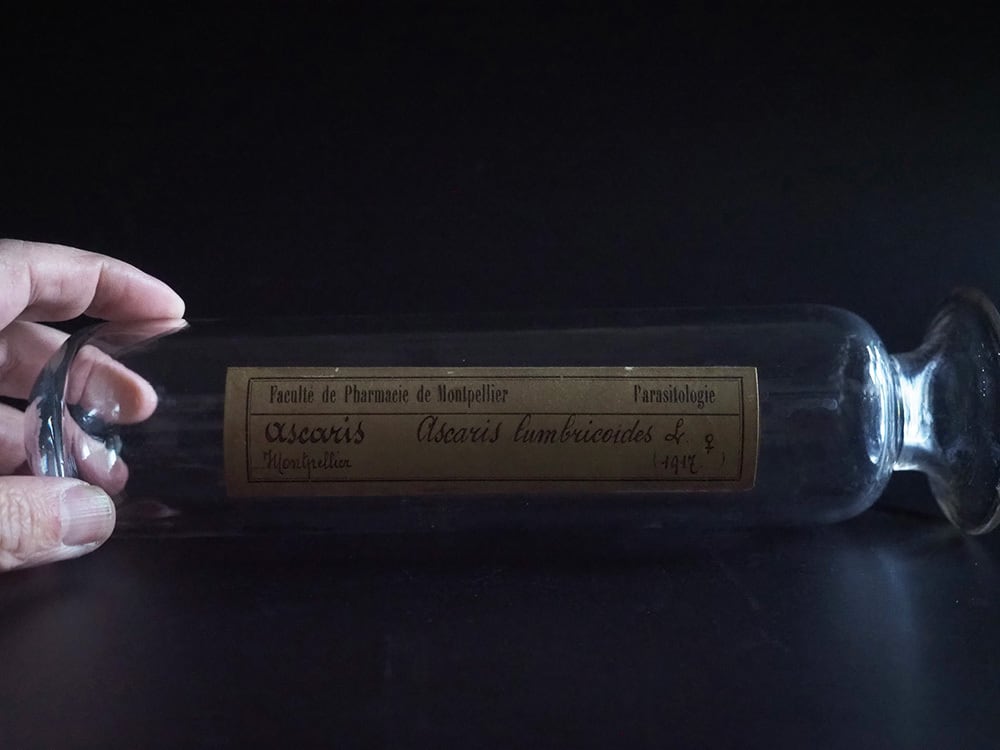 Faculté de Pharmacie de Montpellier Parasitologie
ascaris Ascaris lumbricoides L. ♀
Montpellier (1917)